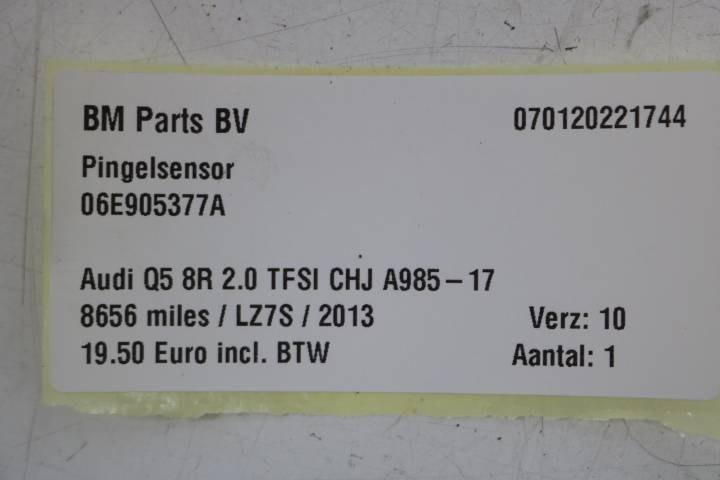 BM Parts BV 070120221744
Pingelsensor
06E905377A
Audi Q5 8R 2.0 TFSI CHJ A985-17
8656 miles / LZ7S / 2013 Verz: 10
19.50 Euro incl. BTW Aantal: 1